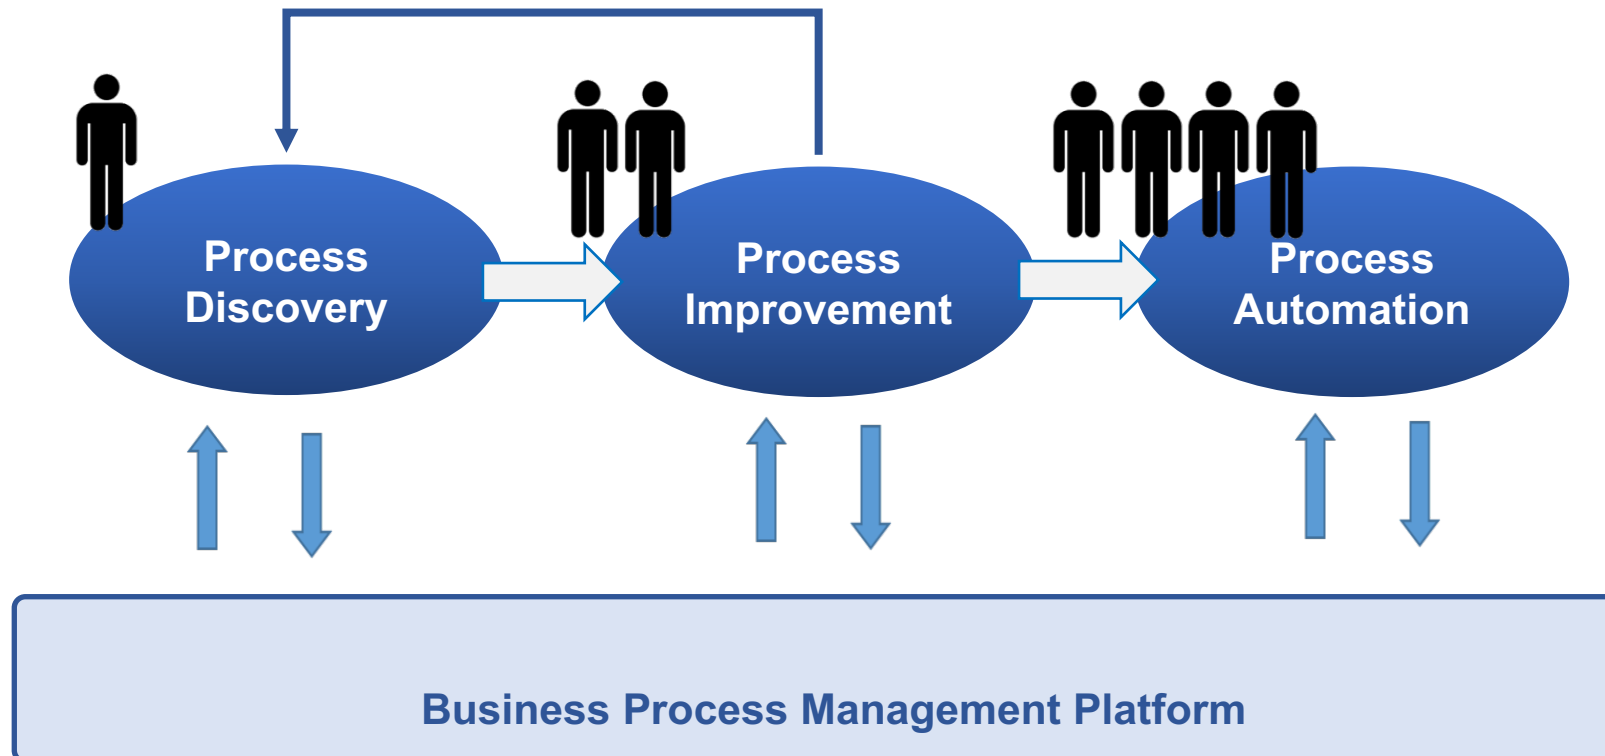 Process
Discovery
Process
Improvement
Process
Automation
Business Process Management Platform